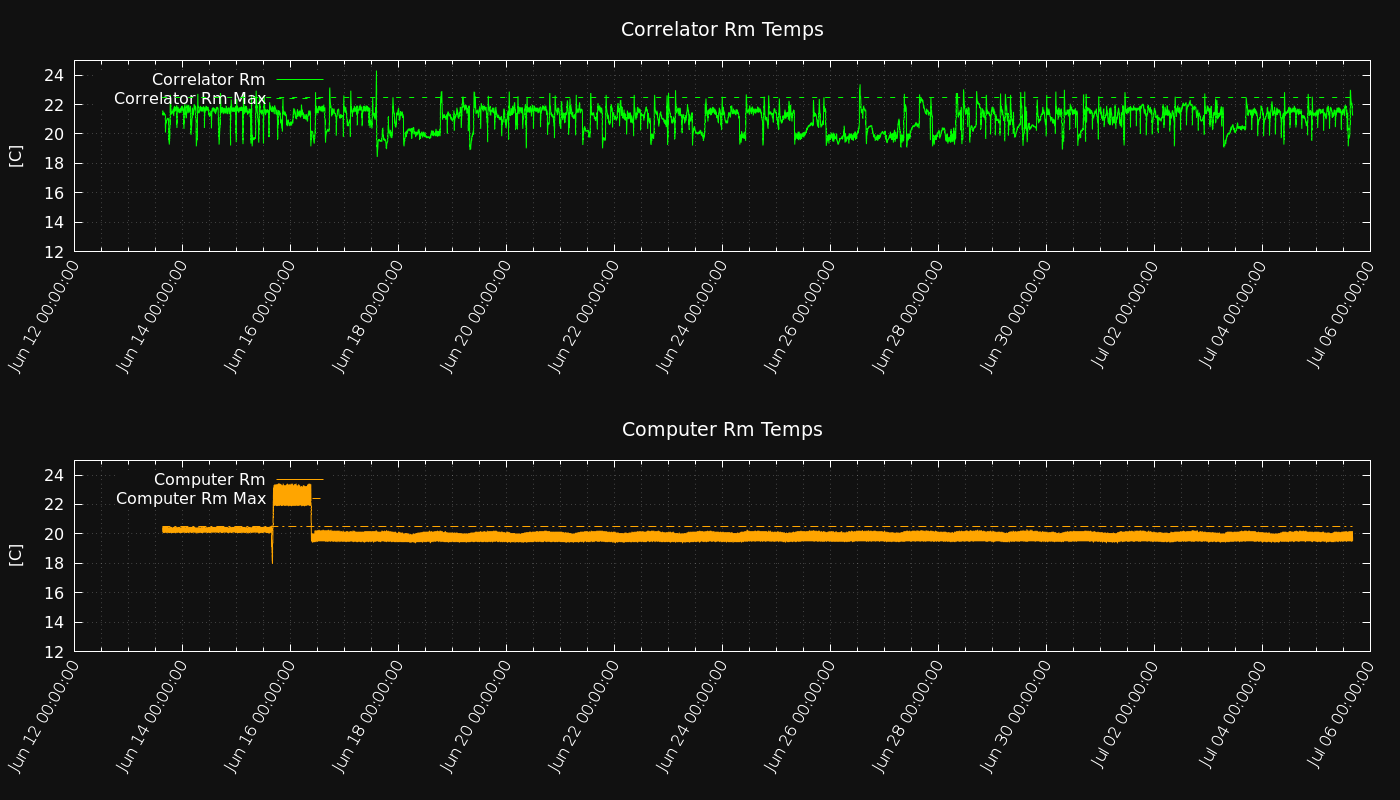 Correlator Rm Temps
24
22
20
18
16
14
12
[C]
Correlator Rm
Correlator Rm Max
Jun 12 00:00:00
Jun 14 00:00:00
Jun 16 00:00:00
Jun 18 00:00:00
Jun 20 00:00:00
Jun 22 00:00:00
Jun 24 00:00:00
Jun 26 00:00:00
Jun 28 00:00:00
Jun 30 00:00:00
Jul 02 00:00:00
Jul 04 00:00:00
Jul 06 00:00:00
Computer Rm Temps
24
22
20
18
16
14
12
[C]
Computer Rm
Computer Rm Max
Jun 12 00:00:00
Jun 14 00:00:00
Jun 16 00:00:00
Jun 18 00:00:00
Jun 20 00:00:00
Jun 22 00:00:00
Jun 24 00:00:00
Jun 26 00:00:00
Jun 28 00:00:00
Jun 30 00:00:00
Jul 02 00:00:00
Jul 04 00:00:00
Jul 06 00:00:00